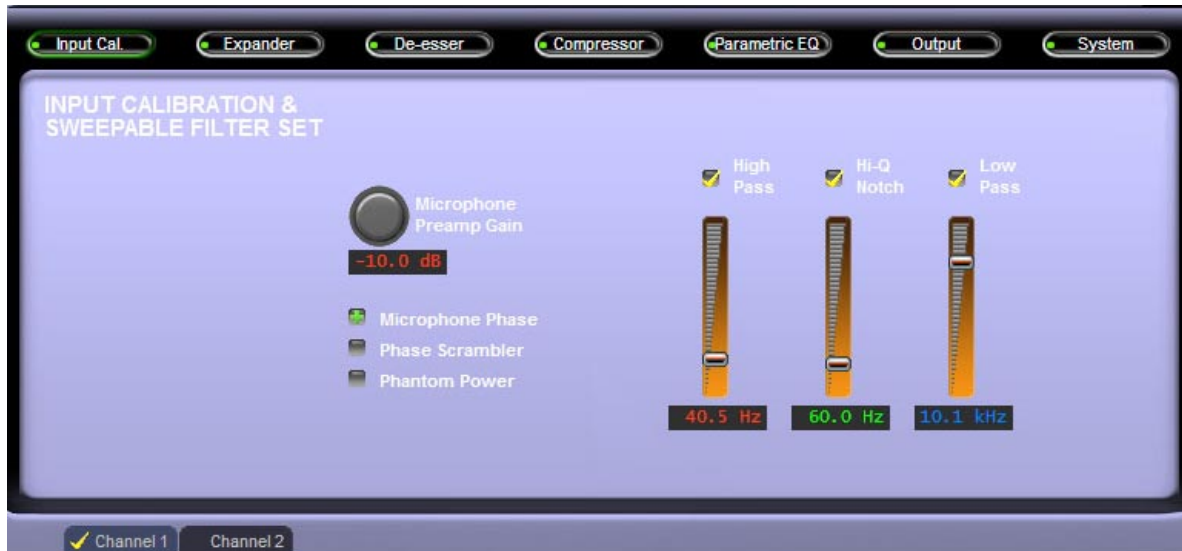 Input Cal.
Expander
De-esser
Compressor
Parametric EQ
Output
System
INPUT CALIBRATION &
SWEEPABLE FILTER SET
Microphone
Preamp Gain
-10.0 dB
Microphone Phase
Phase Scrambler
Phantom Power
High
Pass
Hi-Q
Notch
Low
Pass
40.5 Hz
60.0 Hz
10.1 kHz
Channel 1
Channel 2